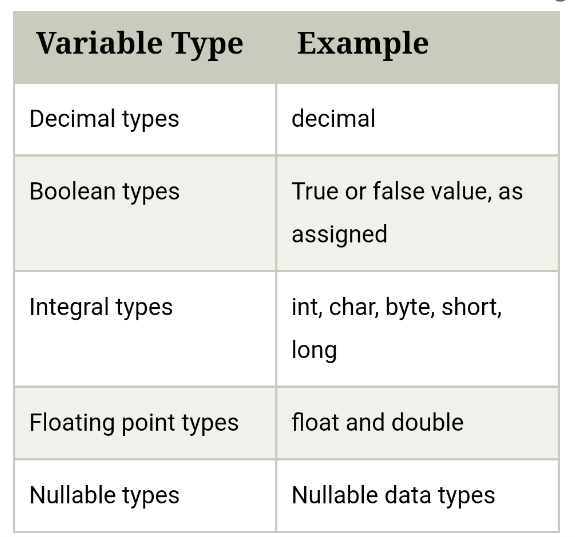 Variable Type Example
Decimal types decimal
Boolean types True or false value, as
assigned
Integral types int, char, byte, short,
long
Floating point types float and double
Nullable types Nullable data types